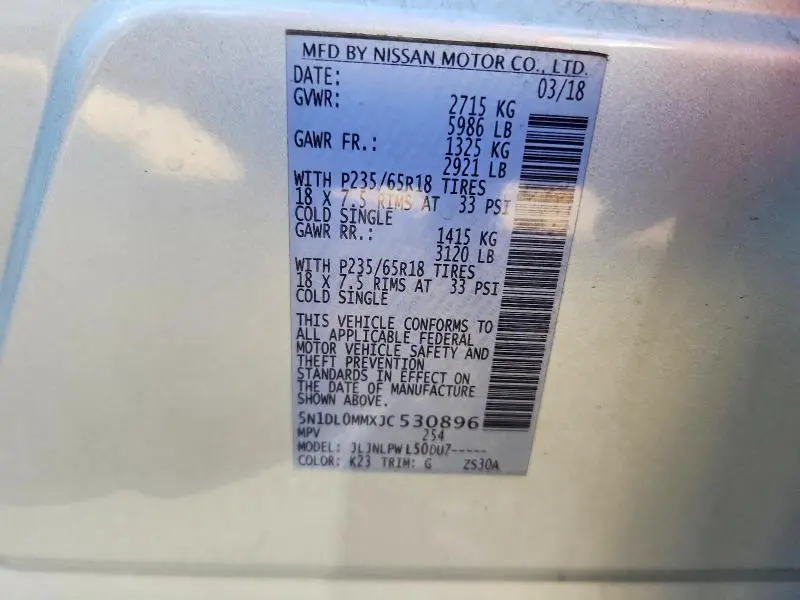 MFD BY NISSAN MOTOR CO., LTD.
DATE: 03/18
GVWR: 2715 KG
5986 LB
GAWR FR.: 1325 KG
2921 LB
WITH P235/65R18 TIRES
18 X 7.5 RIMS AT 33 PSI
COLD SINGLE
GAWR RR.: 1415 KG
3120 LB
WITH P235/65R18 TIRES
18 X 7.5 RIMS AT 33 PSI
COLD SINGLE
THIS VEHICLE CONFORMS TO
ALL APPLICABLE FEDERAL
MOTOR VEHICLE SAFETY AND
THEFT PREVENTION
STANDARDS IN EFFECT ON
THE DATE OF MANUFACTURE
SHOWN ABOVE.
5N1DL0MMXJC530896
MPV 254
MODEL: JLJNLPW L50DU7-----
COLOR: K23 TRIM: G ZS30A